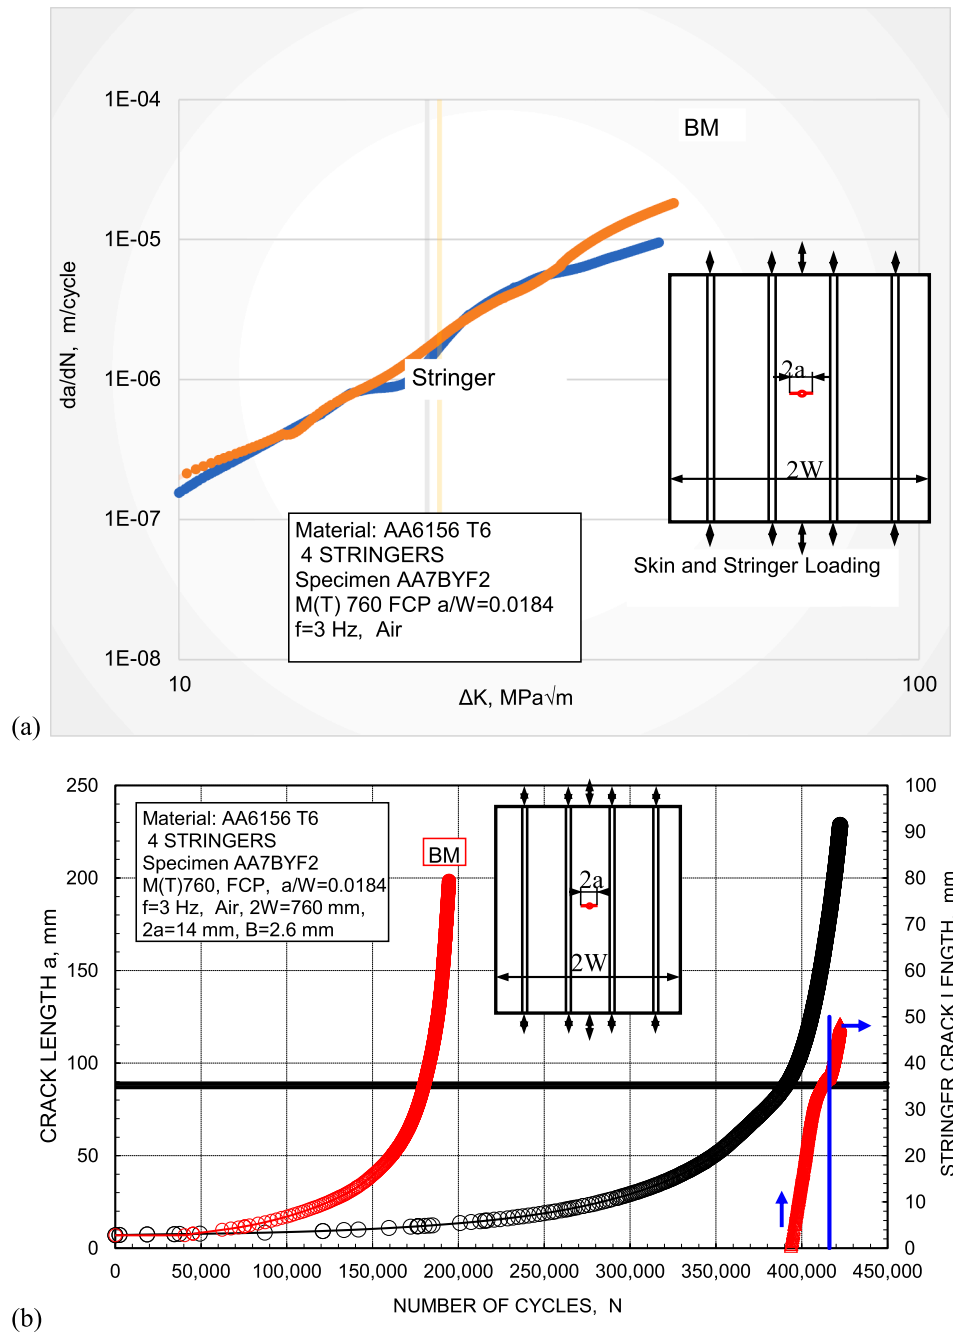 (a)
1E-04
1E-05
1E-06
1E-07
1E-08
da/dN, m/cycle
BM
Stringer
2a
2W
Skin and Stringer Loading
Material: AA6156 T6
4 STRINGERS
Specimen AA7BYF2
M(T) 760 FCP a/W=0.0184
f=3 Hz, Air
10
100
ΔK, MPa√m
(b)
250
200
150
100
50
0
CRACK LENGTH a, mm
Material: AA6156 T6
4 STRINGERS
Specimen AA7BYF2
M(T)760, FCP, a/W=0.0184
f=3 Hz, Air, 2W=760 mm,
2a=14 mm, B=2.6 mm
BM
2a
2W
100
90
80
70
60
50
40
30
20
10
0
STRINGER CRACK LENGTH, mm
0
50,000
100,000
150,000
200,000
250,000
300,000
350,000
400,000
450,000
NUMBER OF CYCLES, N